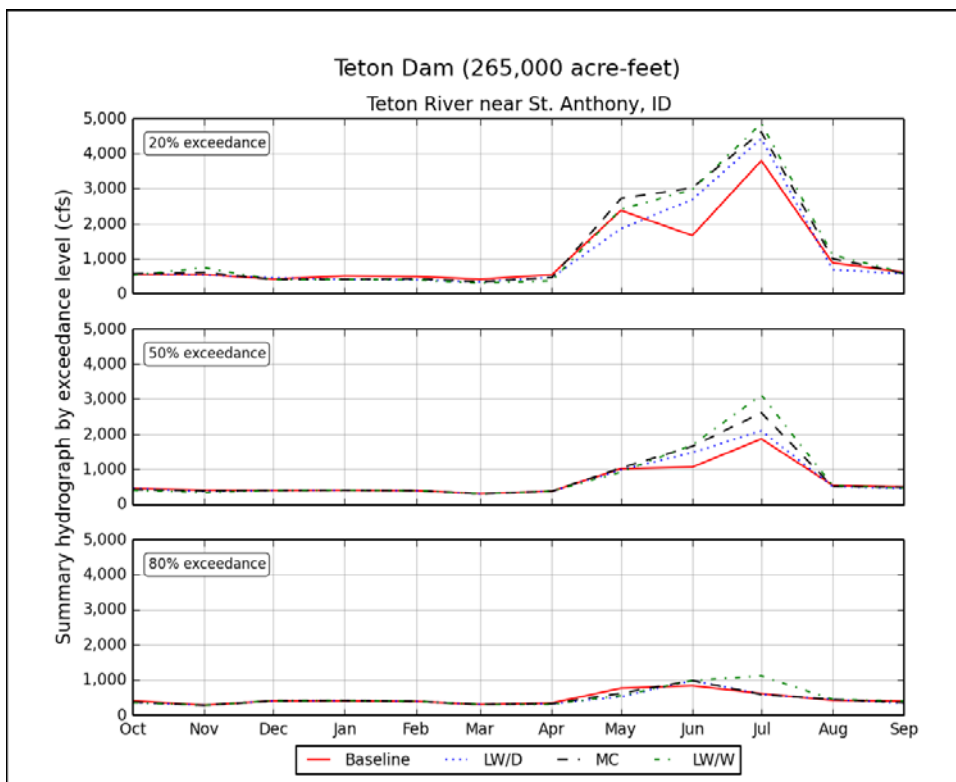 Teton Dam (265,000 acre-feet)
Teton River near St. Anthony, ID
Summary hydrograph by exceedance level (cfs)
5,000
20% exceedance
4,000
3,000
2,000
1,000
0
5,000
50% exceedance
4,000
3,000
2,000
1,000
0
5,000
80% exceedance
4,000
3,000
2,000
1,000
0
Oct Nov Dec Jan Feb Mar Apr May Jun Jul Aug Sep
Baseline LW/D MC LW/W